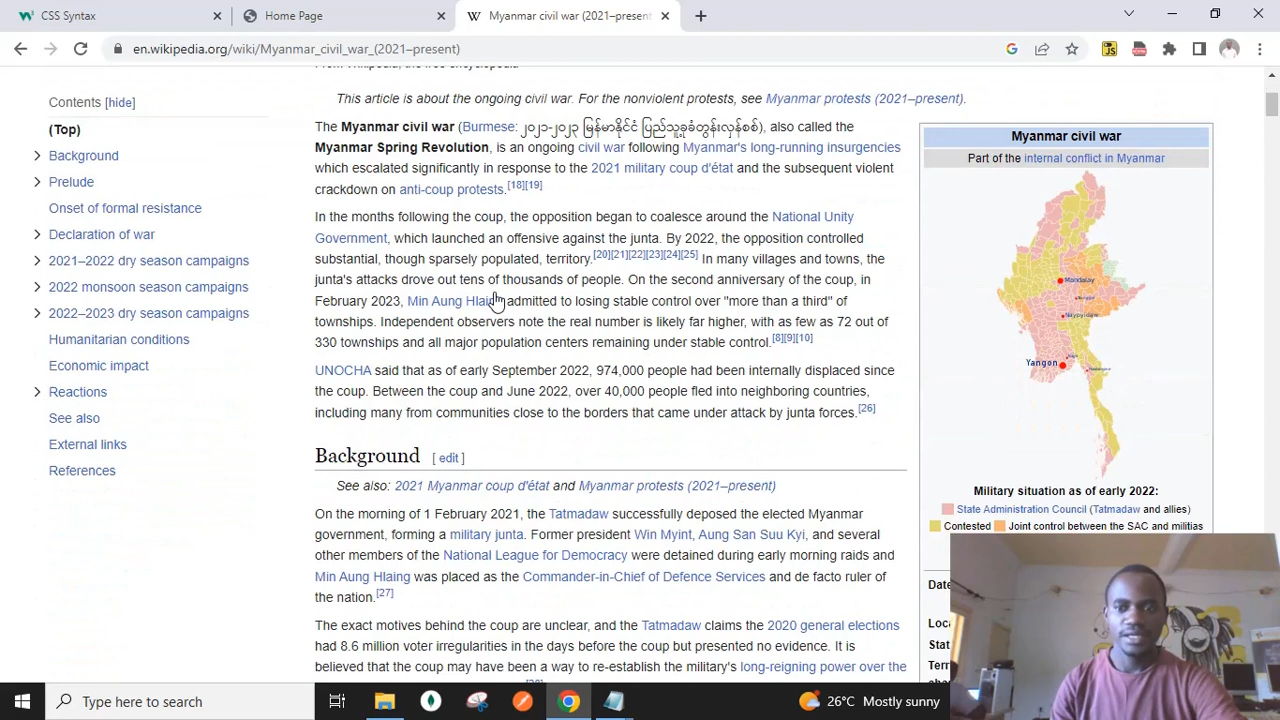 CSS Syntax
Home Page
Myanmar civil war (2021–present
en.wikipedia.org/wiki/Myanmar_civil_war_(2021–present)
Contents [hide]
(Top)
Background
Prelude
Onset of formal resistance
Declaration of war
2021–2022 dry season campaigns
2022 monsoon season campaigns
2022–2023 dry season campaigns
Humanitarian conditions
Economic impact
Reactions
See also
External links
References
From Wikipedia, the free encyclopedia
This article is about the ongoing civil war. For the nonviolent protests, see Myanmar protests (2021–present).
The Myanmar civil war (Burmese: ၂၀၂၁-၂၀၂၃ မြန်မာနိုင်ငံ ပြည်သူ့ခုခံတွန်းလှန်စစ်), also called the
Myanmar Spring Revolution, is an ongoing civil war following Myanmar's long-running insurgencies
which escalated significantly in response to the 2021 military coup d'état and the subsequent violent
crackdown on anti-coup protests.[18][19]
In the months following the coup, the opposition began to coalesce around the National Unity
Government, which launched an offensive against the junta. By 2022, the opposition controlled
substantial, though sparsely populated, territory.[20][21][22][23][24][25] In many villages and towns, the
junta's attacks drove out tens of thousands of people. On the second anniversary of the coup, in
February 2023, Min Aung Hlaing admitted to losing stable control over "more than a third" of
townships. Independent observers note the real number is likely far higher, with as few as 72 out of
330 townships and all major population centers remaining under stable control.[8][9][10]
UNOCHA said that as of early September 2022, 974,000 people had been internally displaced since
the coup. Between the coup and June 2022, over 40,000 people fled into neighboring countries,
including many from communities close to the borders that came under attack by junta forces.[26]
Background [ edit ]
See also: 2021 Myanmar coup d'état and Myanmar protests (2021–present)
On the morning of 1 February 2021, the Tatmadaw successfully deposed the elected Myanmar
government, forming a military junta. Former president Win Myint, Aung San Suu Kyi, and several
other members of the National League for Democracy were detained during early morning raids and
Min Aung Hlaing was placed as the Commander-in-Chief of Defence Services and de facto ruler of
the nation.[27]
The exact motives behind the coup are unclear, and the Tatmadaw claims the 2020 general elections
had 8.6 million voter irregularities in the days before the coup but presented no evidence. It is
believed that the coup may have been a way to re-establish the military's long-reigning power over the
Myanmar civil war
Part of the internal conflict in Myanmar
Mandalay
Naypyidaw
Yangon
Military situation as of early 2022:
State Administration Council (Tatmadaw and allies)
Contested Joint control between the SAC and militias
Date
Loca
Stat
Terr
Type here to search
26°C Mostly sunny